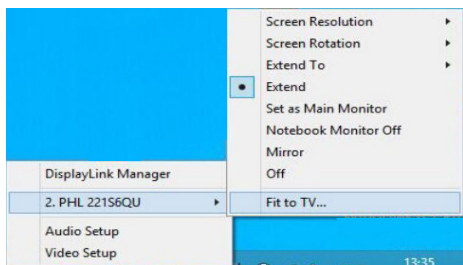 Screen Resolution
Screen Rotation
Extend To
Extend
Set as Main Monitor
Notebook Monitor Off
Mirror
Off
Fit to TV...
DisplayLink Manager
2. PHL 221S6QU
Audio Setup
Video Setup
13:35